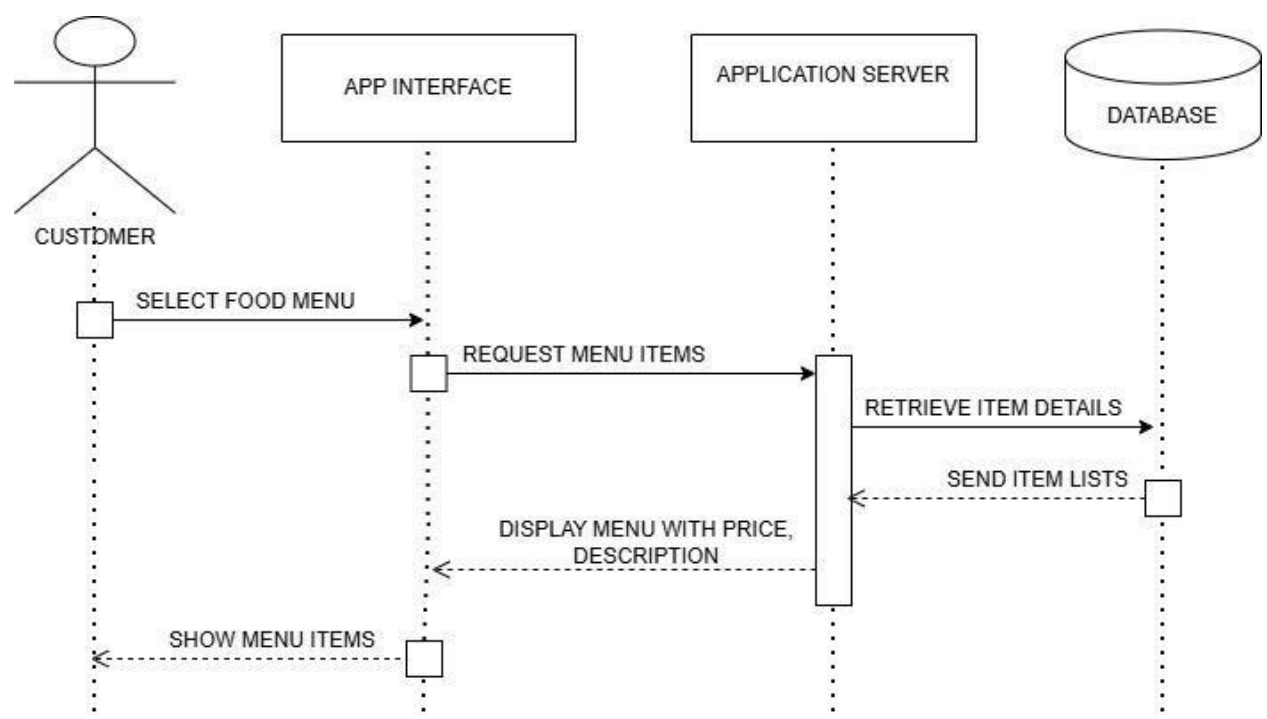 APP INTERFACE
APPLICATION SERVER
DATABASE
CUSTOMER
SELECT FOOD MENU
REQUEST MENU ITEMS
RETRIEVE ITEM DETAILS
SEND ITEM LISTS
DISPLAY MENU WITH PRICE,
DESCRIPTION
SHOW MENU ITEMS